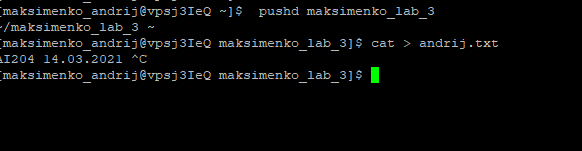 [maksimenko_andrij@vpsj3IeQ ~]$  pushd maksimenko_lab_3
~/maksimenko_lab_3 ~
[maksimenko_andrij@vpsj3IeQ maksimenko_lab_3]$ cat > andrij.txt
AI204 14.03.2021 ^C
[maksimenko_andrij@vpsj3IeQ maksimenko_lab_3]$